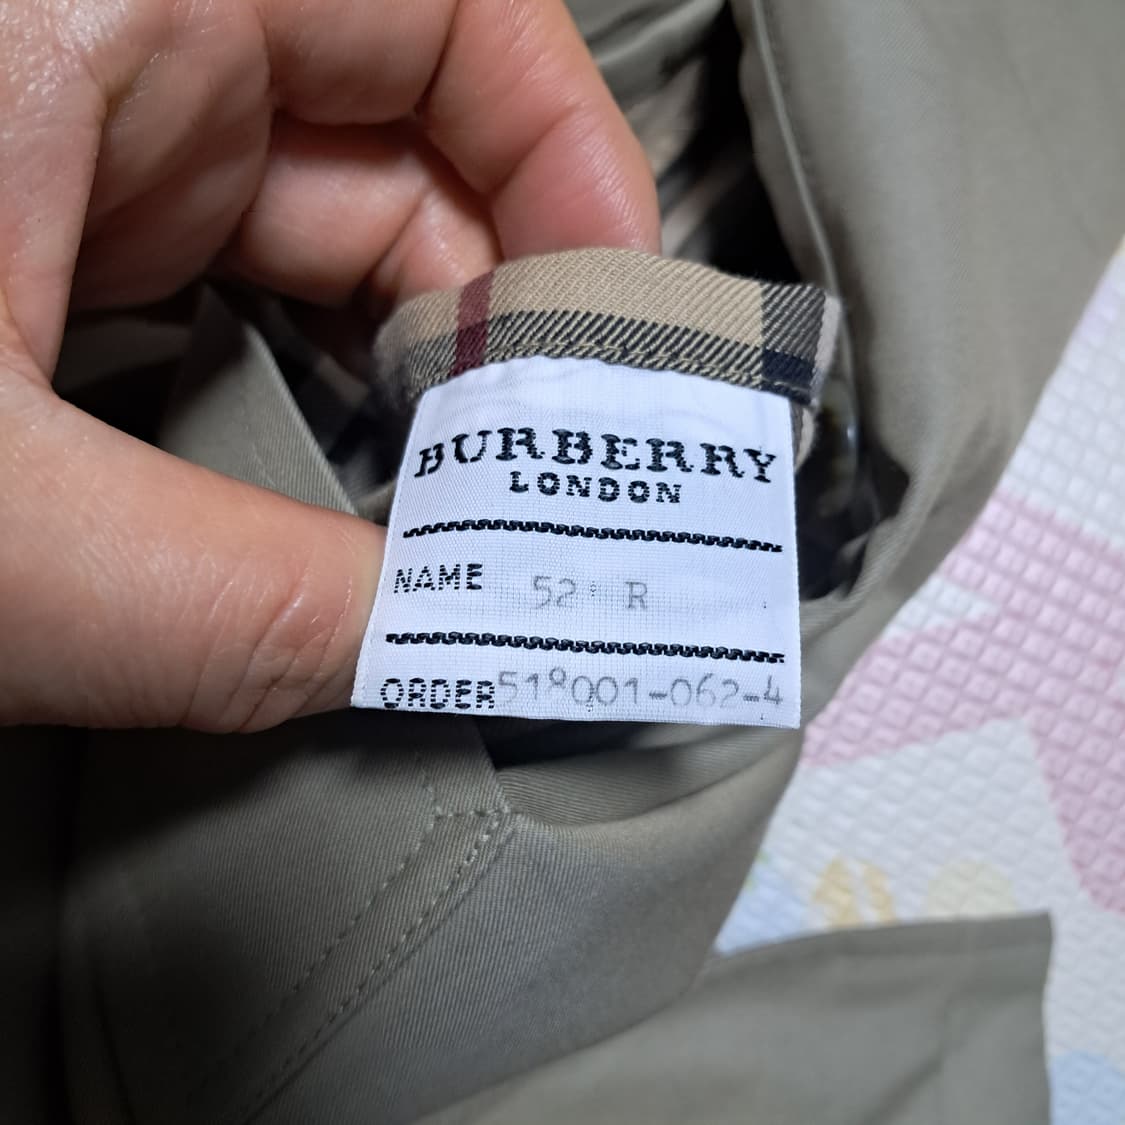 BURBERRY
LONDON
NAME 52 R
ORDER 518001-062-4